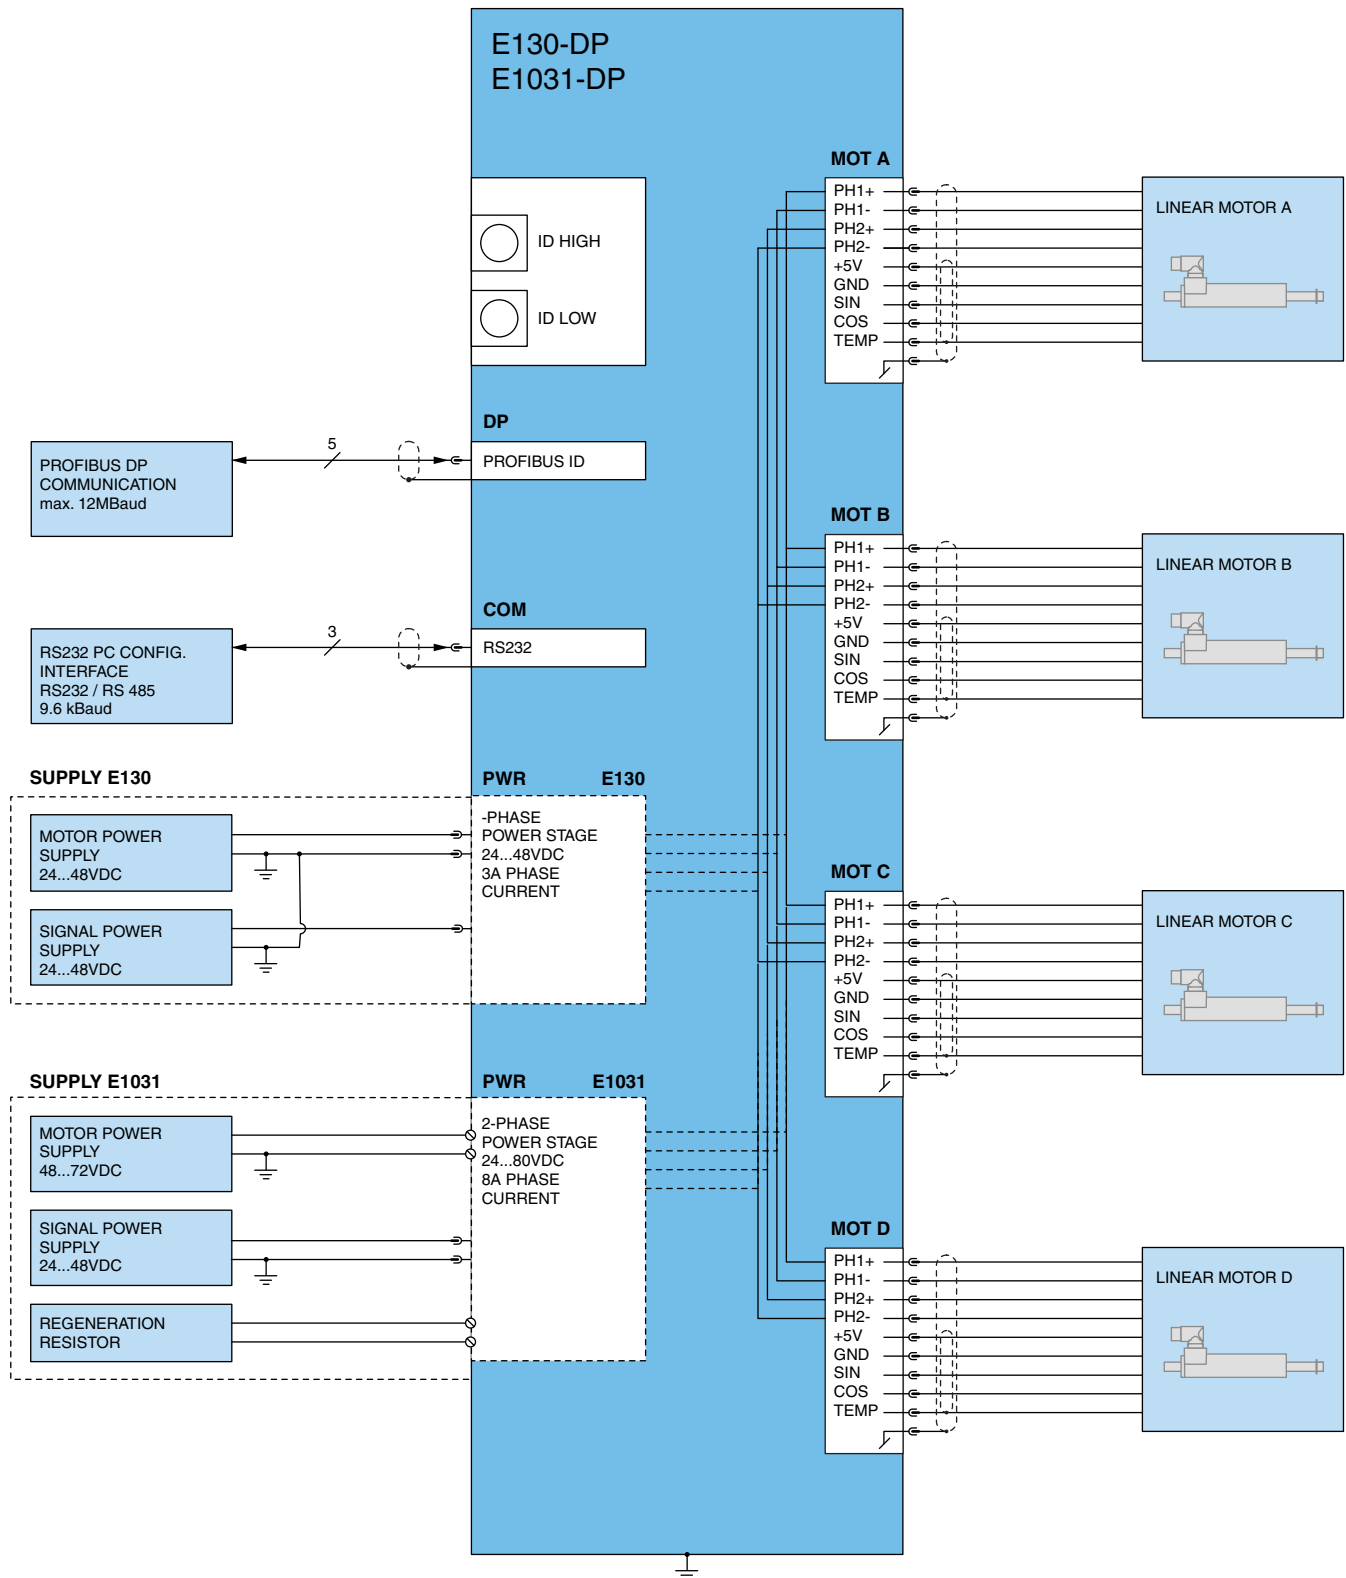 E130-DP
E1031-DP
ID HIGH
ID LOW
DP
PROFIBUS ID
5
PROFIBUS DP
COMMUNICATION
max. 12MBaud
COM
RS232
3
RS232 PC CONFIG.
INTERFACE
RS232 / RS 485
9.6 kBaud
SUPPLY E130
MOTOR POWER
SUPPLY
24...48VDC
SIGNAL POWER
SUPPLY
24...48VDC
PWR E130
-PHASE
POWER STAGE
24...48VDC
3A PHASE
CURRENT
SUPPLY E1031
MOTOR POWER
SUPPLY
48...72VDC
SIGNAL POWER
SUPPLY
24...48VDC
REGENERATION
RESISTOR
PWR E1031
2-PHASE
POWER STAGE
24...80VDC
8A PHASE
CURRENT
MOT A
PH1+
PH1-
PH2+
PH2-
+5V
GND
SIN
COS
TEMP
LINEAR MOTOR A
MOT B
PH1+
PH1-
PH2+
PH2-
+5V
GND
SIN
COS
TEMP
LINEAR MOTOR B
MOT C
PH1+
PH1-
PH2+
PH2-
+5V
GND
SIN
COS
TEMP
LINEAR MOTOR C
MOT D
PH1+
PH1-
PH2+
PH2-
+5V
GND
SIN
COS
TEMP
LINEAR MOTOR D